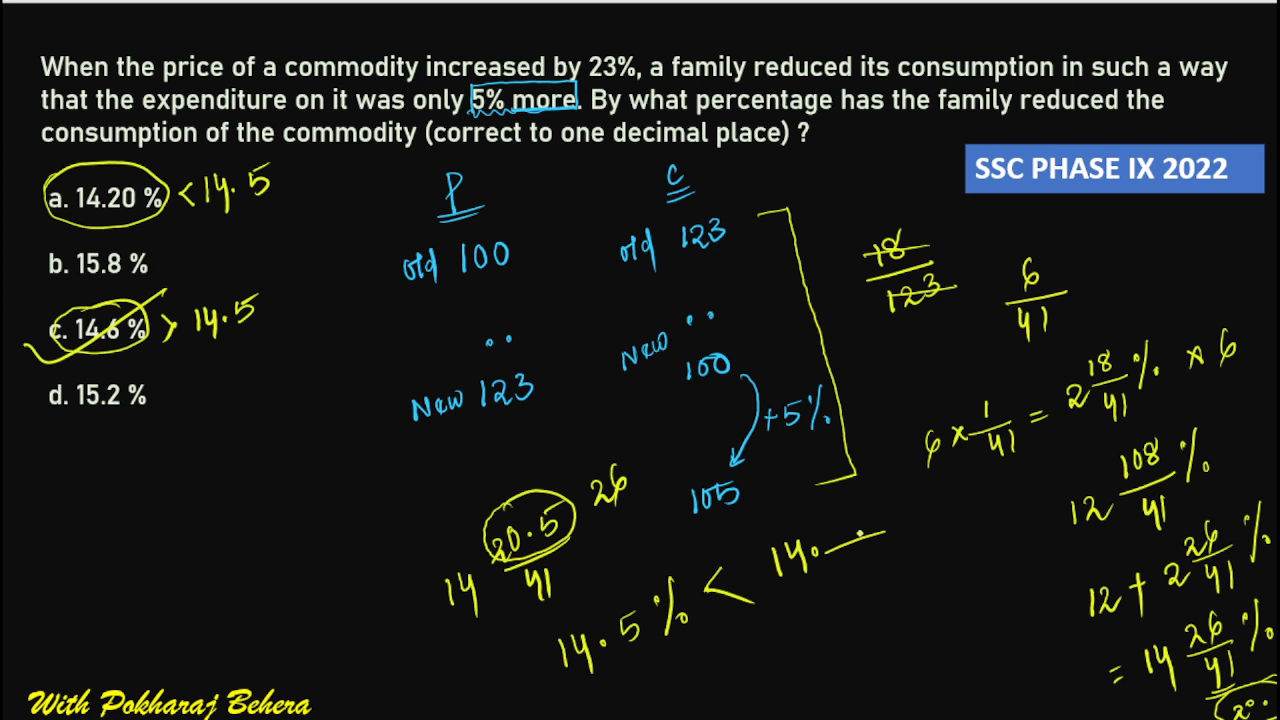 When the price of a commodity increased by 23%, a family reduced its consumption in such a way
that the expenditure on it was only 5% more. By what percentage has the family reduced the
consumption of the commodity (correct to one decimal place) ?
SSC PHASE IX 2022
a. 14.20 % < 14.5
b. 15.8 %
c. 14.6 % > 14.5
d. 15.2 %
P
C
old 100
old 123
New 123
New 100
+5%
105
18/123
6/41
6 × 1/41 = 2 18/41 % × 6
12 108/41 %
12 + 2 26/41 %
= 14 26/41 %
14 20.5/41 26
14.5 % < 14.
With Pokharaj Behera